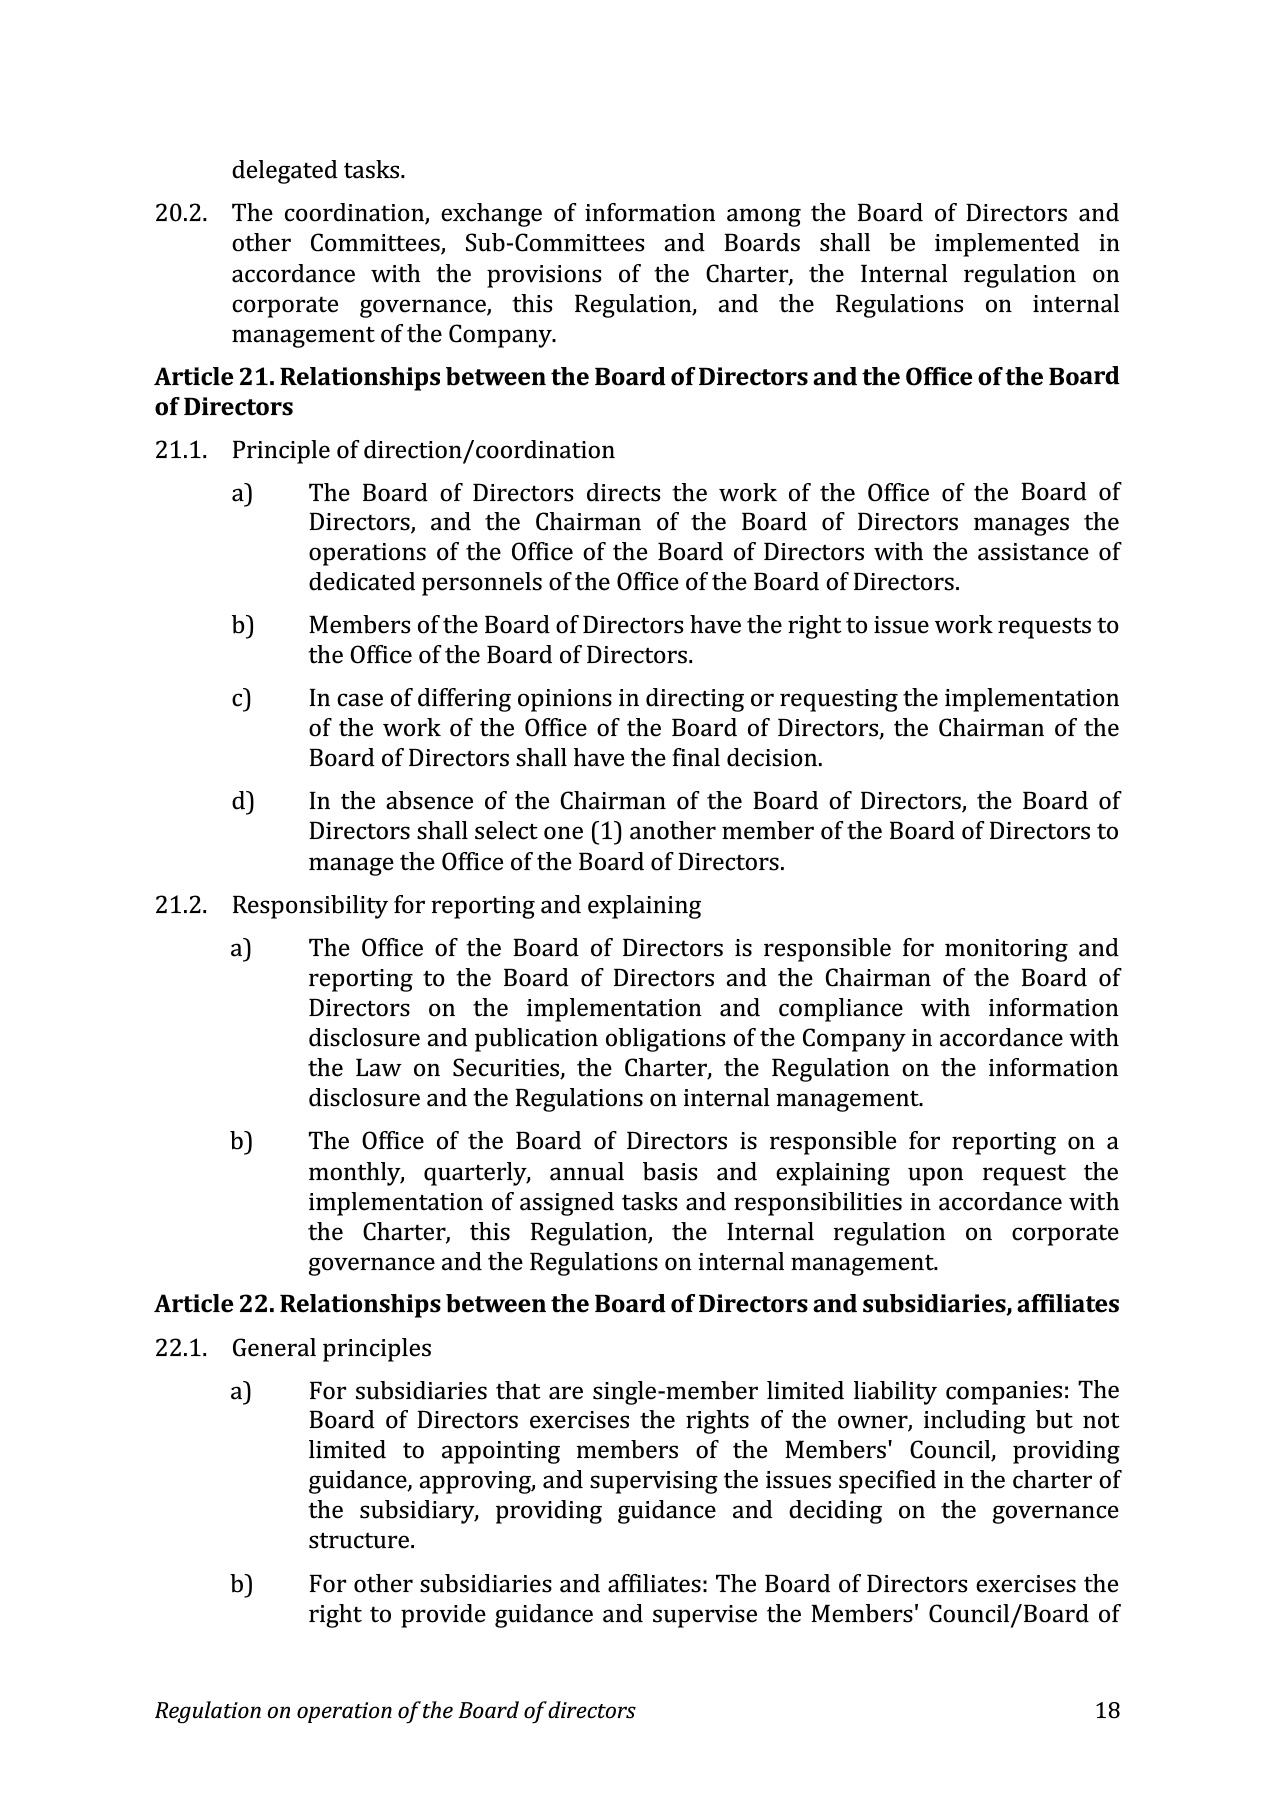 delegated tasks.
20.2. The coordination, exchange of information among the Board of Directors and
other Committees, Sub-Committees and Boards shall be implemented in
accordance with the provisions of the Charter, the Internal regulation on
corporate governance, this Regulation, and the Regulations on internal
management of the Company.
Article 21. Relationships between the Board of Directors and the Office of the Board
of Directors
21.1. Principle of direction/coordination
a) The Board of Directors directs the work of the Office of the Board of
Directors, and the Chairman of the Board of Directors manages the
operations of the Office of the Board of Directors with the assistance of
dedicated personnels of the Office of the Board of Directors.
b) Members of the Board of Directors have the right to issue work requests to
the Office of the Board of Directors.
c) In case of differing opinions in directing or requesting the implementation
of the work of the Office of the Board of Directors, the Chairman of the
Board of Directors shall have the final decision.
d) In the absence of the Chairman of the Board of Directors, the Board of
Directors shall select one (1) another member of the Board of Directors to
manage the Office of the Board of Directors.
21.2. Responsibility for reporting and explaining
a) The Office of the Board of Directors is responsible for monitoring and
reporting to the Board of Directors and the Chairman of the Board of
Directors on the implementation and compliance with information
disclosure and publication obligations of the Company in accordance with
the Law on Securities, the Charter, the Regulation on the information
disclosure and the Regulations on internal management.
b) The Office of the Board of Directors is responsible for reporting on a
monthly, quarterly, annual basis and explaining upon request the
implementation of assigned tasks and responsibilities in accordance with
the Charter, this Regulation, the Internal regulation on corporate
governance and the Regulations on internal management.
Article 22. Relationships between the Board of Directors and subsidiaries, affiliates
22.1. General principles
a) For subsidiaries that are single-member limited liability companies: The
Board of Directors exercises the rights of the owner, including but not
limited to appointing members of the Members' Council, providing
guidance, approving, and supervising the issues specified in the charter of
the subsidiary, providing guidance and deciding on the governance
structure.
b) For other subsidiaries and affiliates: The Board of Directors exercises the
right to provide guidance and supervise the Members' Council/Board of
Regulation on operation of the Board of directors 18